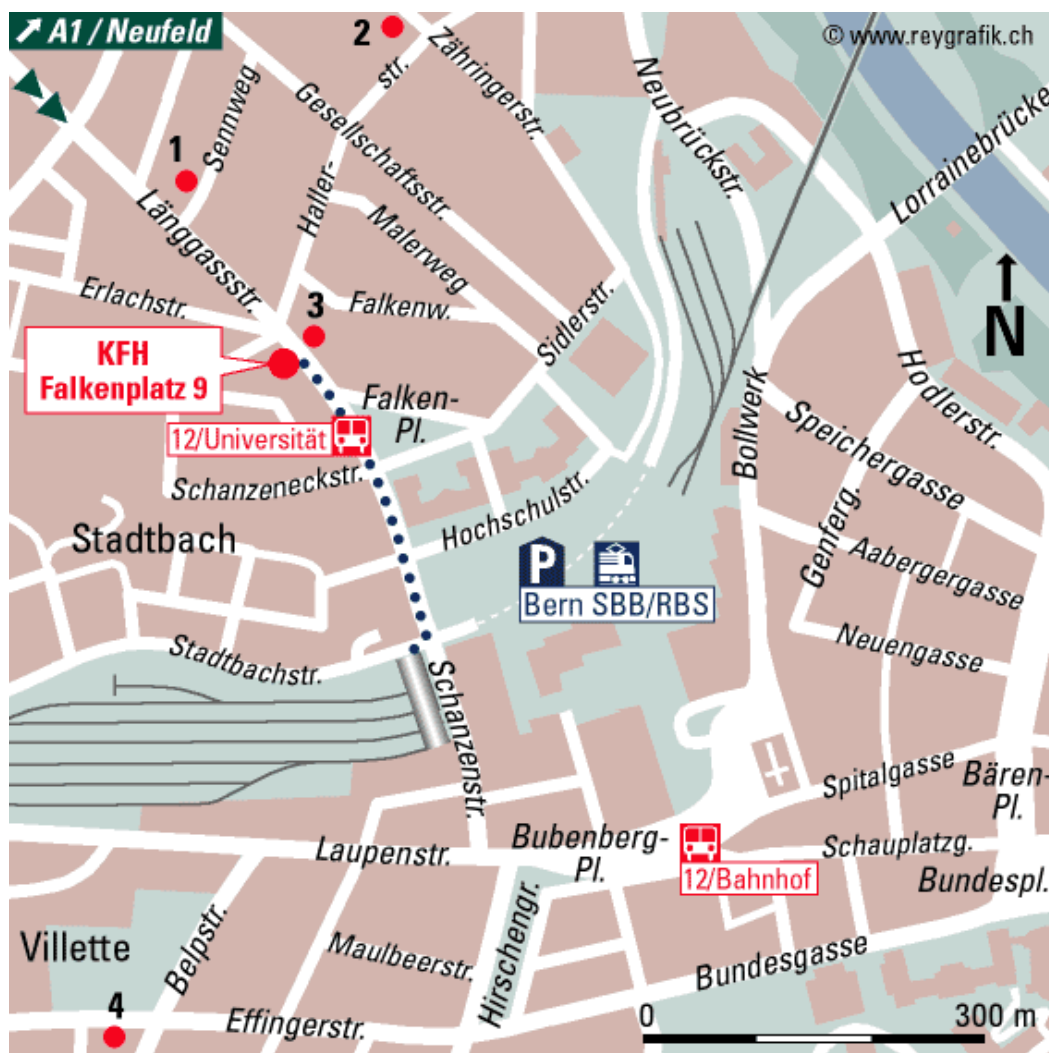 A1 / Neufeld
2
© www.reygrafik.ch
Zähringerstr.
Neubrückstr.
Lorrainebrücke
Gesellschaftsstr.
Sennweg
1
Haller-
str.
Länggassstr.
Malerweg
Erlachstr.
3
Falkenw.
Sidlerstr.
N
KFH
Falkenplatz 9
Falken-
Pl.
12/Universität
Schanzeneckstr.
Hochschulstr.
Bollwerk
Hodlerstr.
Speichergasse
Genferg.
Aabergergasse
Neuengasse
Stadtbach
P
Bern SBB/RBS
Stadtbachstr.
Schanzenstr.
Spitalgasse
Bären-
Pl.
Laupenstr.
Bubenberg-
Pl.
12/Bahnhof
Schauplatzg.
Bundespl.
Villette
Belpstr.
Maulbeerstr.
Hirschengr.
Bundesgasse
4
Effingerstr.
0 300 m